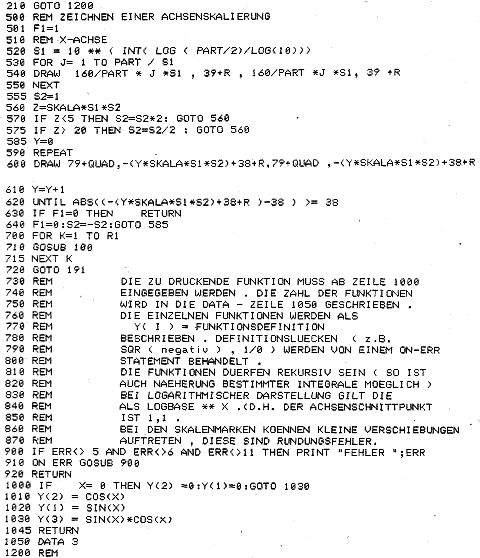 210 GOTO 1200
500 REM ZEICHNEN EINER ACHSENSKALIERUNG
501 F1=1
510 REM X-ACHSE
520 S1 = 10 ** ( INT( LOG ( PART/2)/LOG(10)))
530 FOR J= 1 TO PART / S1
540 DRAW 160/PART * J *S1 , 39+R , 160/PART *J *S1, 39 +R
550 NEXT
555 S2=1
560 Z=SKALA*S1*S2
570 IF Z<5 THEN S2=S2*2: GOTO 560
575 IF Z> 20 THEN S2=S2/2 : GOTO 560
585 Y=0
590 REPEAT
600 DRAW 79+QUAD,-(Y*SKALA*S1*S2)+38+R,79+QUAD ,-(Y*SKALA*S1*S2)+38+R
610 Y=Y+1
620 UNTIL ABS((-(Y*SKALA*S1*S2)+38+R )-38 ) >= 38
630 IF F1=0 THEN RETURN
640 F1=0:S2=-S2:GOTO 585
700 FOR K=1 TO R1
710 GOSUB 100
715 NEXT K
720 GOTO 191
730 REM DIE ZU DRUCKENDE FUNKTION MUSS AB ZEILE 1000
740 REM EINGEGEBEN WERDEN . DIE ZAHL DER FUNKTIONEN
750 REM WIRD IN DIE DATA - ZEILE 1050 GESCHRIEBEN .
760 REM DIE EINZELNEN FUNKTIONEN WERDEN ALS
770 REM Y( I ) = FUNKTIONSDEFINITION
780 REM BESCHRIEBEN . DEFINITIONSLUECKEN ( z.B.
790 REM SQR ( negativ ) , 1/0 ) WERDEN VON EINEM ON-ERR
800 REM STATEMENT BEHANDELT .
810 REM DIE FUNKTIONEN DUERFEN REKURSIV SEIN ( SO IST
820 REM AUCH NAEHERUNG BESTIMMTER INTEGRALE MOEGLICH )
830 REM BEI LOGARITHMISCHER DARSTELLUNG GILT DIE
840 REM ALS LOGBASE ** X .(D.H. DER ACHSENSCHNITTPUNKT
850 REM IST 1,1 .
860 REM BEI DEN SKALENMARKEN KOENNEN KLEINE VERSCHIEBUNGEN
870 REM AUFTRETEN , DIESE SIND RUNDUNGSFEHLER.
900 IF ERR<> 5 AND ERR<>6 AND ERR<>11 THEN PRINT "FEHLER ";ERR
910 ON ERR GOSUB 900
920 RETURN
1000 IF X= 0 THEN Y(2) =0:Y(1)=0:GOTO 1030
1010 Y(2) = COS(X)
1020 Y(1) = SIN(X)
1030 Y(3) = SIN(X)*COS(X)
1045 RETURN
1050 DATA 3
1200 REM